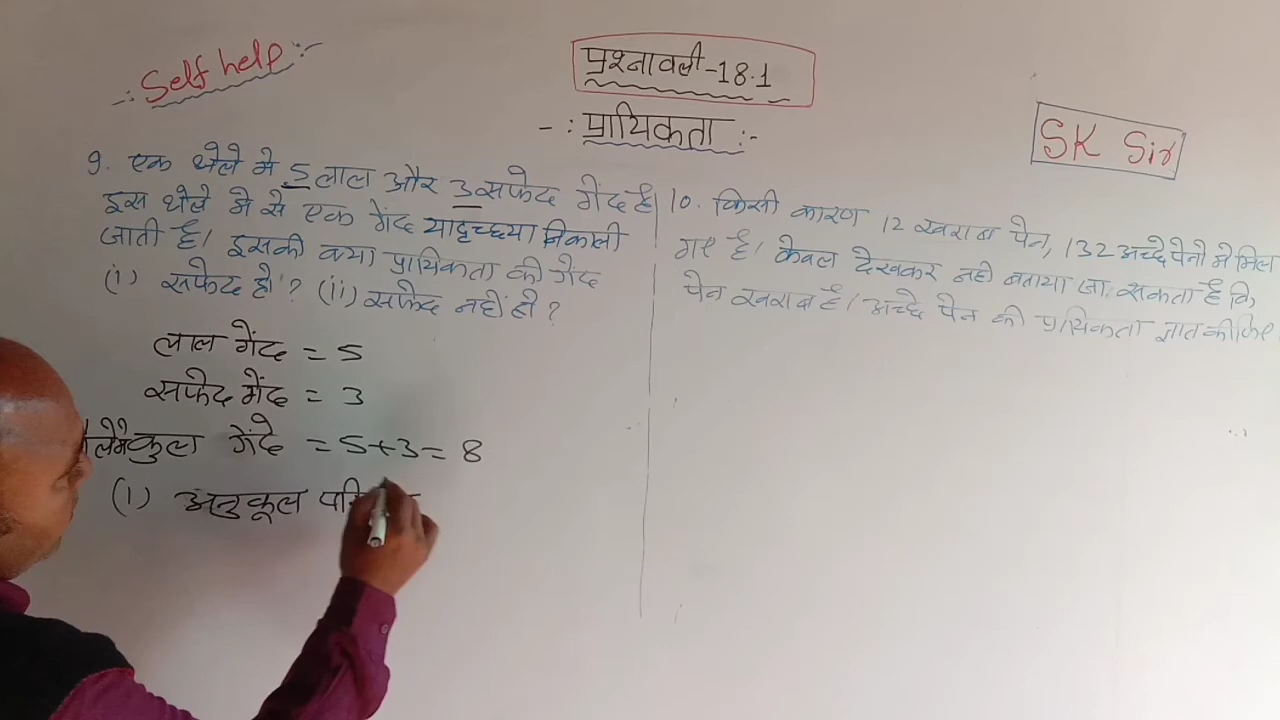 Self help
प्रश्नावली-18.1
-: प्रायिकता :-
SK Sir
9. एक थैले मे 5 लाल और 3 सफेद गेंद है
इस थैले मे से एक गेंद यादृच्छया निकाली
जाती है। इसकी क्या प्रायिकता की गेंद
(i) सफेद हो? (ii) सफेद नहीं हो?
लाल गेंद = 5
सफेद गेंद = 3
कुल गेंदे = 5+3= 8
(i) अनुकूल
10. किसी कारण 12 खराब पेन, 132 अच्छे पेनो मे मिल
गए है। केवल देखकर नही बताया जा सकता है कि
पेन खराब है। अच्छे पेन की प्रायिकता ज्ञात कीजिए